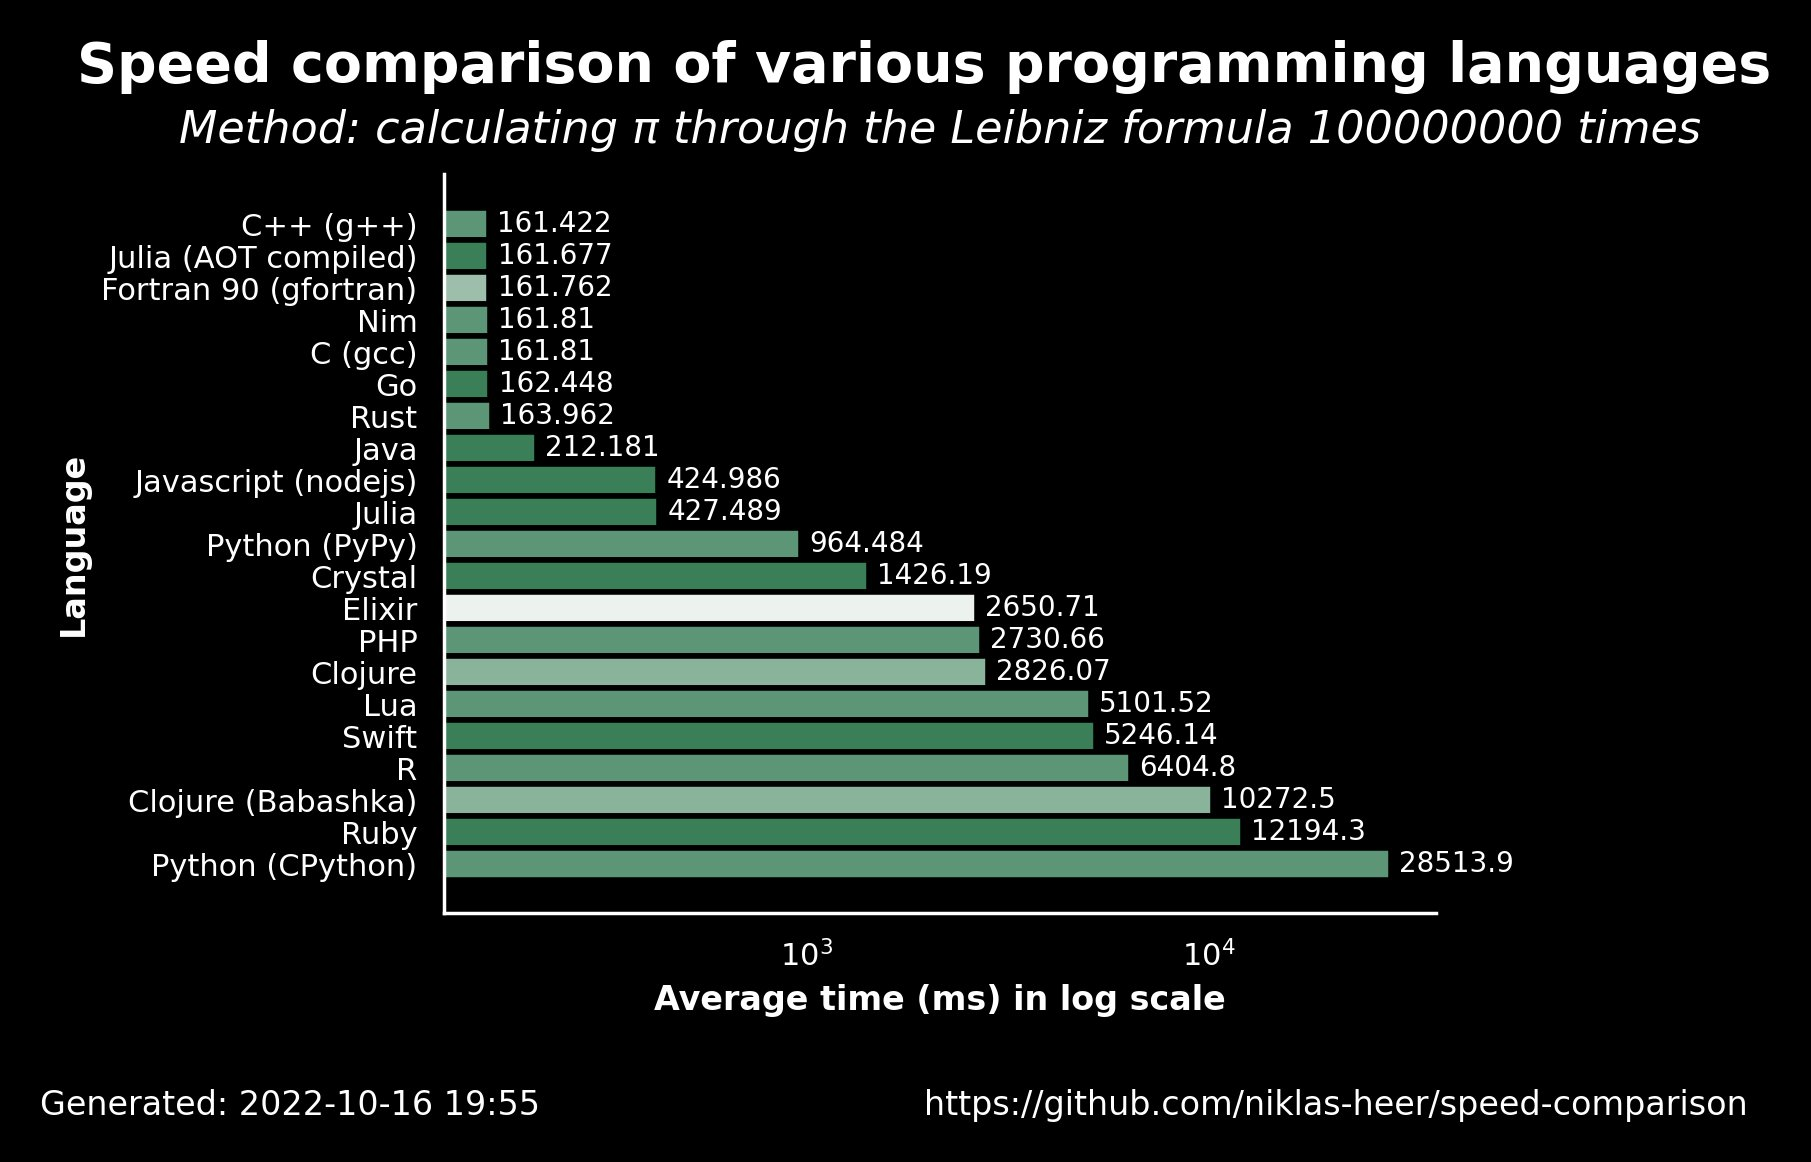 Speed comparison of various programming languages
Method: calculating π through the Leibniz formula 100000000 times
Language
C++ (g++) 161.422
Julia (AOT compiled) 161.677
Fortran 90 (gfortran) 161.762
Nim 161.81
C (gcc) 161.81
Go 162.448
Rust 163.962
Java 212.181
Javascript (nodejs) 424.986
Julia 427.489
Python (PyPy) 964.484
Crystal 1426.19
Elixir 2650.71
PHP 2730.66
Clojure 2826.07
Lua 5101.52
Swift 5246.14
R 6404.8
Clojure (Babashka) 10272.5
Ruby 12194.3
Python (CPython) 28513.9
10³ 10⁴
Average time (ms) in log scale
Generated: 2022-10-16 19:55 https://github.com/niklas-heer/speed-comparison